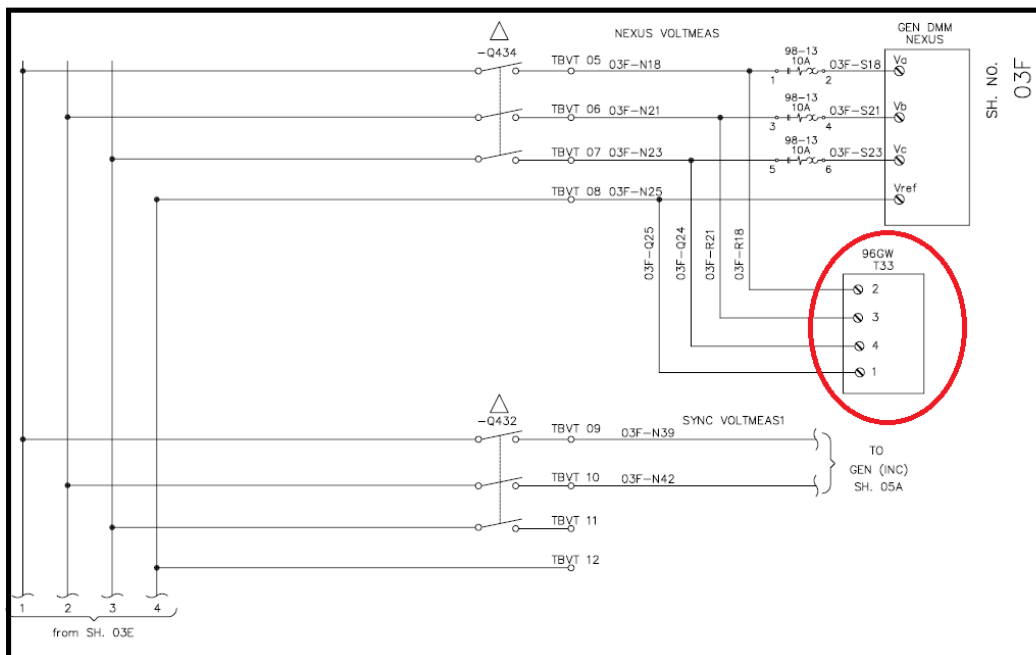 GEN DMM
NEXUS
SH. NO.
03F
-Q434
NEXUS VOLTMEAS
TBVT 05 03F-N18
98-13
10A
1 2
03F-S18
Va
TBVT 06 03F-N21
98-13
10A
3 4
03F-S21
Vb
TBVT 07 03F-N23
98-13
10A
5 6
03F-S23
Vc
TBVT 08 03F-N25
Vref
03F-Q25
03F-Q24
03F-R21
03F-R18
96GW
T33
2
3
4
1
-Q432
SYNC VOLTMEAS1
TBVT 09 03F-N39
TBVT 10 03F-N42
TBVT 11
TBVT 12
TO
GEN (INC)
SH. 05A
1 2 3 4
from SH. 03E